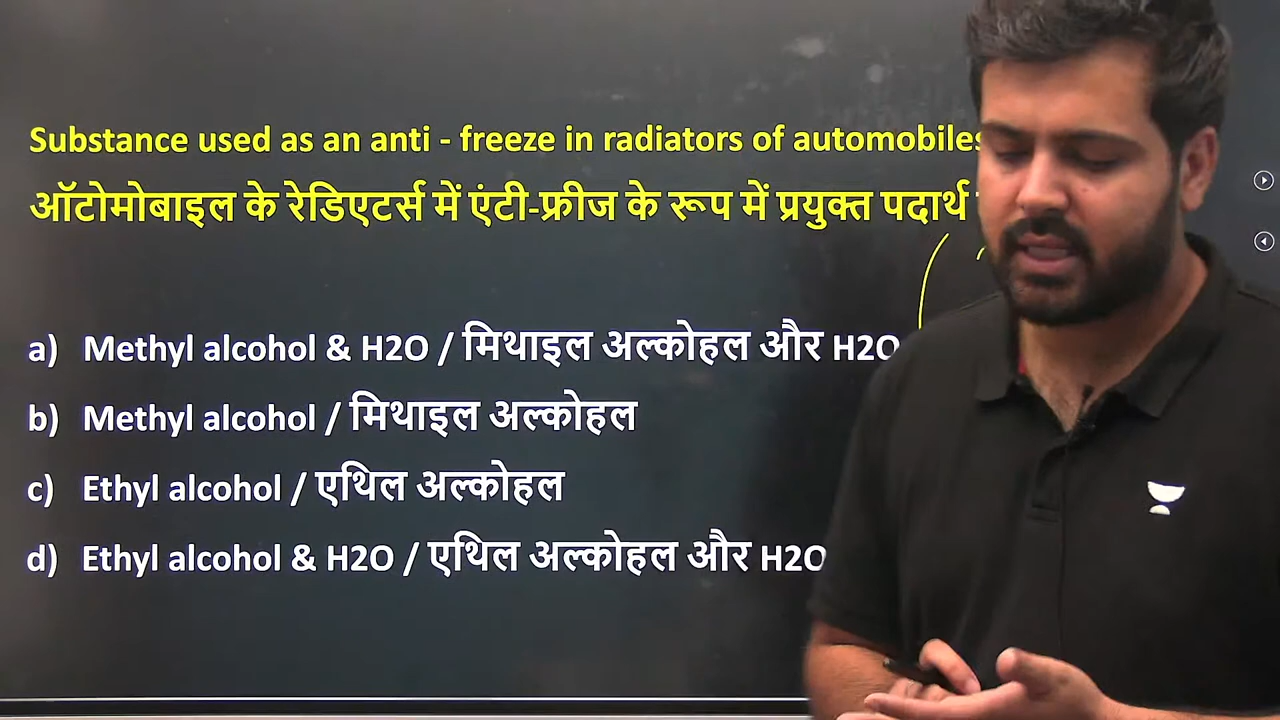 Substance used as an anti - freeze in radiators of automobiles
ऑटोमोबाइल के रेडिएटर्स में एंटी-फ्रीज के रूप में प्रयुक्त पदार्थ
a) Methyl alcohol & H2O / मिथाइल अल्कोहल और H2O
b) Methyl alcohol / मिथाइल अल्कोहल
c) Ethyl alcohol / एथिल अल्कोहल
d) Ethyl alcohol & H2O / एथिल अल्कोहल और H2O